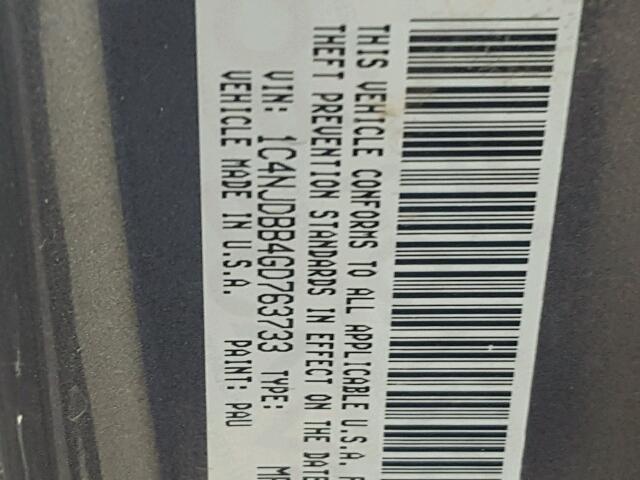 THIS VEHICLE CONFORMS TO ALL APPLICABLE U.S.A. F
THEFT PREVENTION STANDARDS IN EFFECT ON THE DATE
VIN: 1C4NJDBB4GD763733 TYPE: MP
VEHICLE MADE IN U.S.A. PAINT: PAU